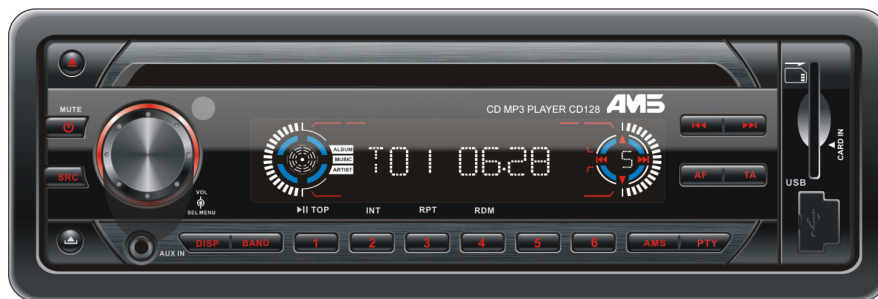 MUTE
SRC
VOL
SEL MENU
AUX IN
CD MP3 PLAYER CD128 AMS
ALBUM
MUSIC
ARTIST
T01 0628
S
TOP INT RPT RDM
DISP BAND 1 2 3 4 5 6 AMS PTY
AF TA
USB
CARD IN